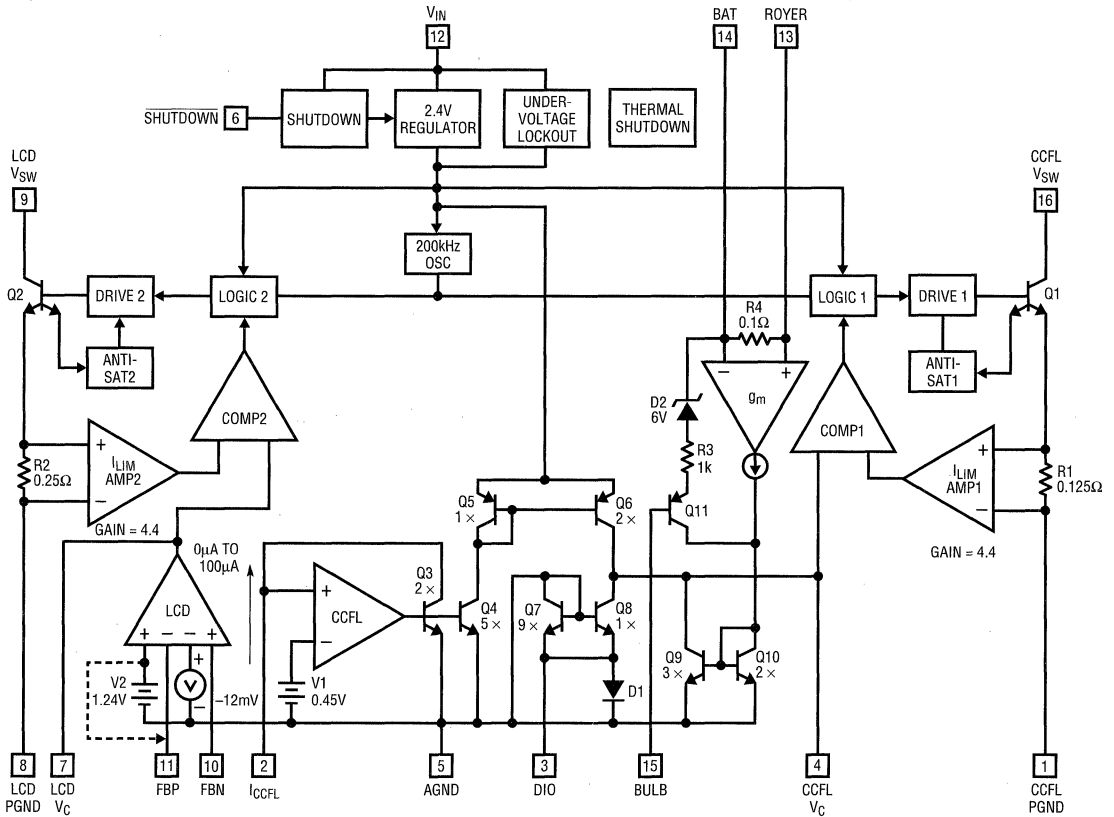 V_IN
12
BAT
14
ROYER
13
SHUTDOWN
6
SHUTDOWN
2.4V
REGULATOR
UNDER-
VOLTAGE
LOCKOUT
THERMAL
SHUTDOWN
LCD
V_SW
9
CCFL
V_SW
16
200kHz
OSC
Q2
DRIVE 2
LOGIC 2
LOGIC 1
DRIVE 1
Q1
R4
0.1Ω
ANTI-
SAT2
ANTI-
SAT1
− +
g_m
D2
6V
COMP2
COMP1
R3
1k
+
I_LIM
AMP2
−
R2
0.25Ω
GAIN = 4.4
+
I_LIM
AMP1
−
R1
0.125Ω
GAIN = 4.4
Q5
1×
Q6
2×
Q11
0µA TO
100µA
LCD
+ − − +
+
CCFL
−
Q3
2×
Q4
5×
Q7
9×
Q8
1×
Q9
3×
Q10
2×
V2
1.24V
+
V
−
−12mV
V1
0.45V
D1
8
LCD
PGND
7
LCD
V_C
11
FBP
10
FBN
2
I_CCFL
5
AGND
3
DIO
15
BULB
4
CCFL
V_C
1
CCFL
PGND